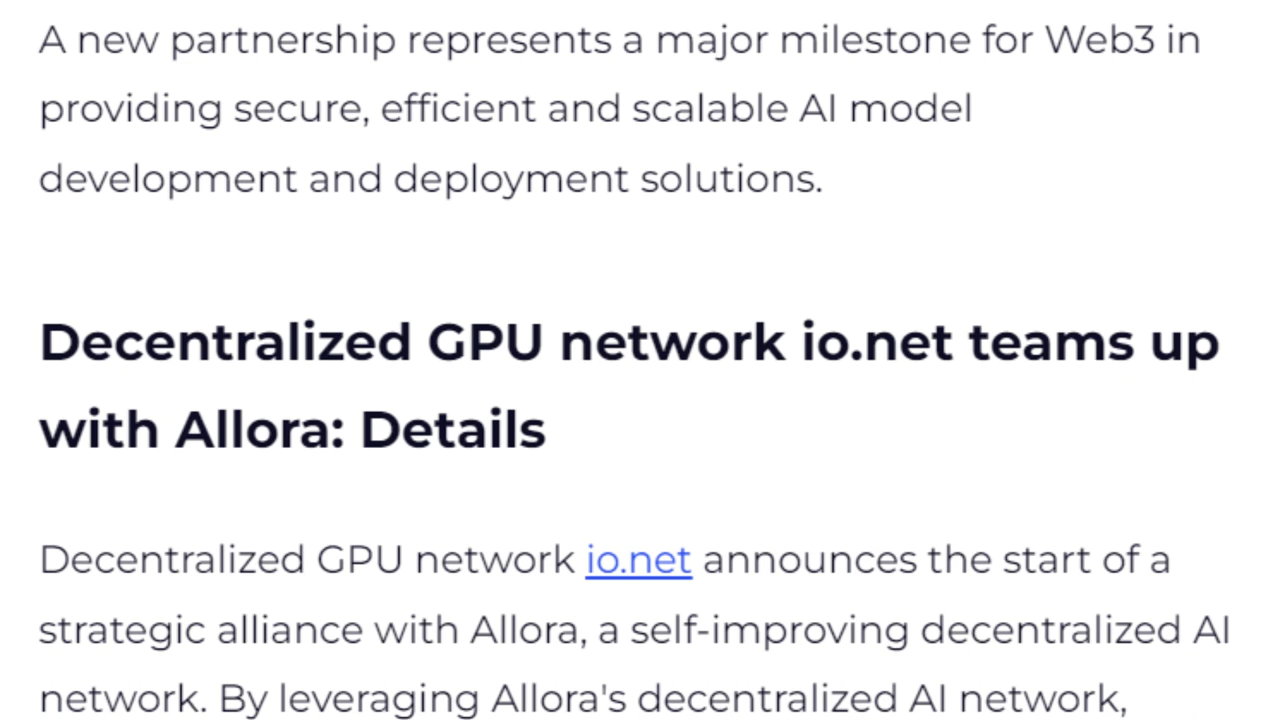 A new partnership represents a major milestone for Web3 in
providing secure, efficient and scalable AI model
development and deployment solutions.
Decentralized GPU network io.net teams up
with Allora: Details
Decentralized GPU network io.net announces the start of a
strategic alliance with Allora, a self-improving decentralized AI
network. By leveraging Allora's decentralized AI network,